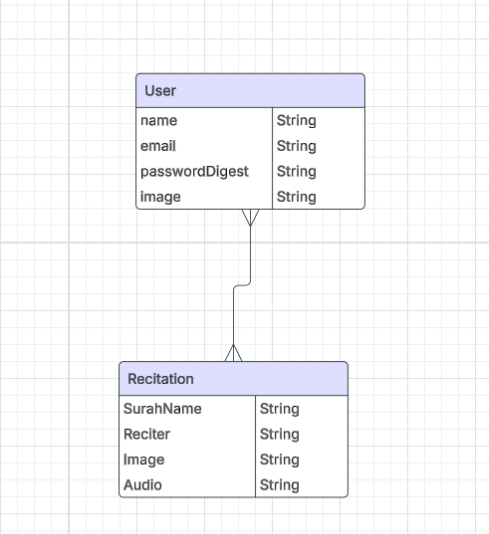 User
name String
email String
passwordDigest String
image String
Recitation
SurahName String
Reciter String
Image String
Audio String